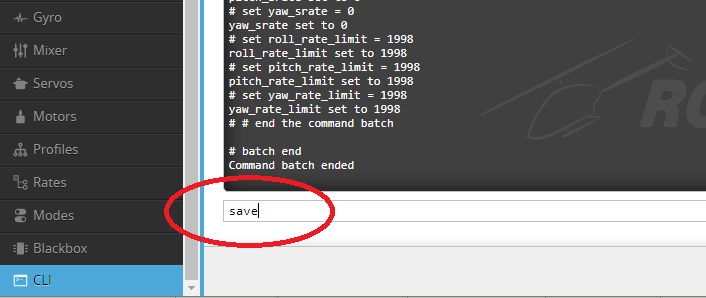 Gyro
Mixer
Servos
Motors
Profiles
Rates
Modes
Blackbox
CLI
# set yaw_srate = 0
yaw_srate set to 0
# set roll_rate_limit = 1998
roll_rate_limit set to 1998
# set pitch_rate_limit = 1998
pitch_rate_limit set to 1998
# set yaw_rate_limit = 1998
yaw_rate_limit set to 1998
# # end the command batch
# batch end
Command batch ended
save